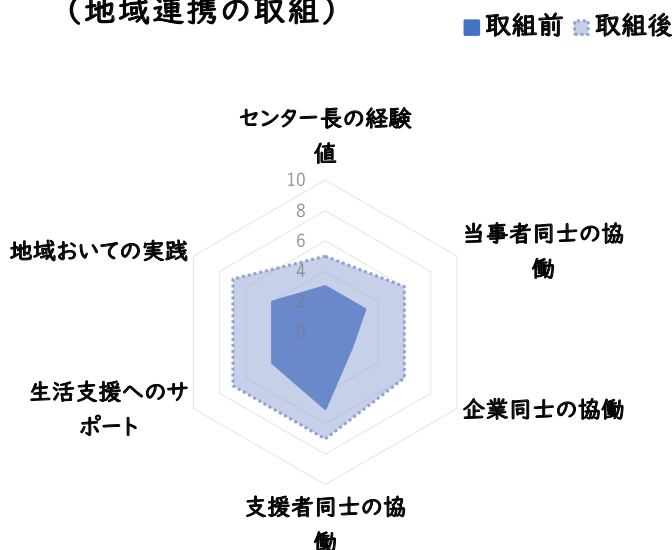 (地域連携の取組)
取組前 取組後
センター長の経験
値
10
8
6
4
2
0
当事者同士の協
働
企業同士の協働
支援者同士の協
働
生活支援へのサ
ポート
地域おいての実践